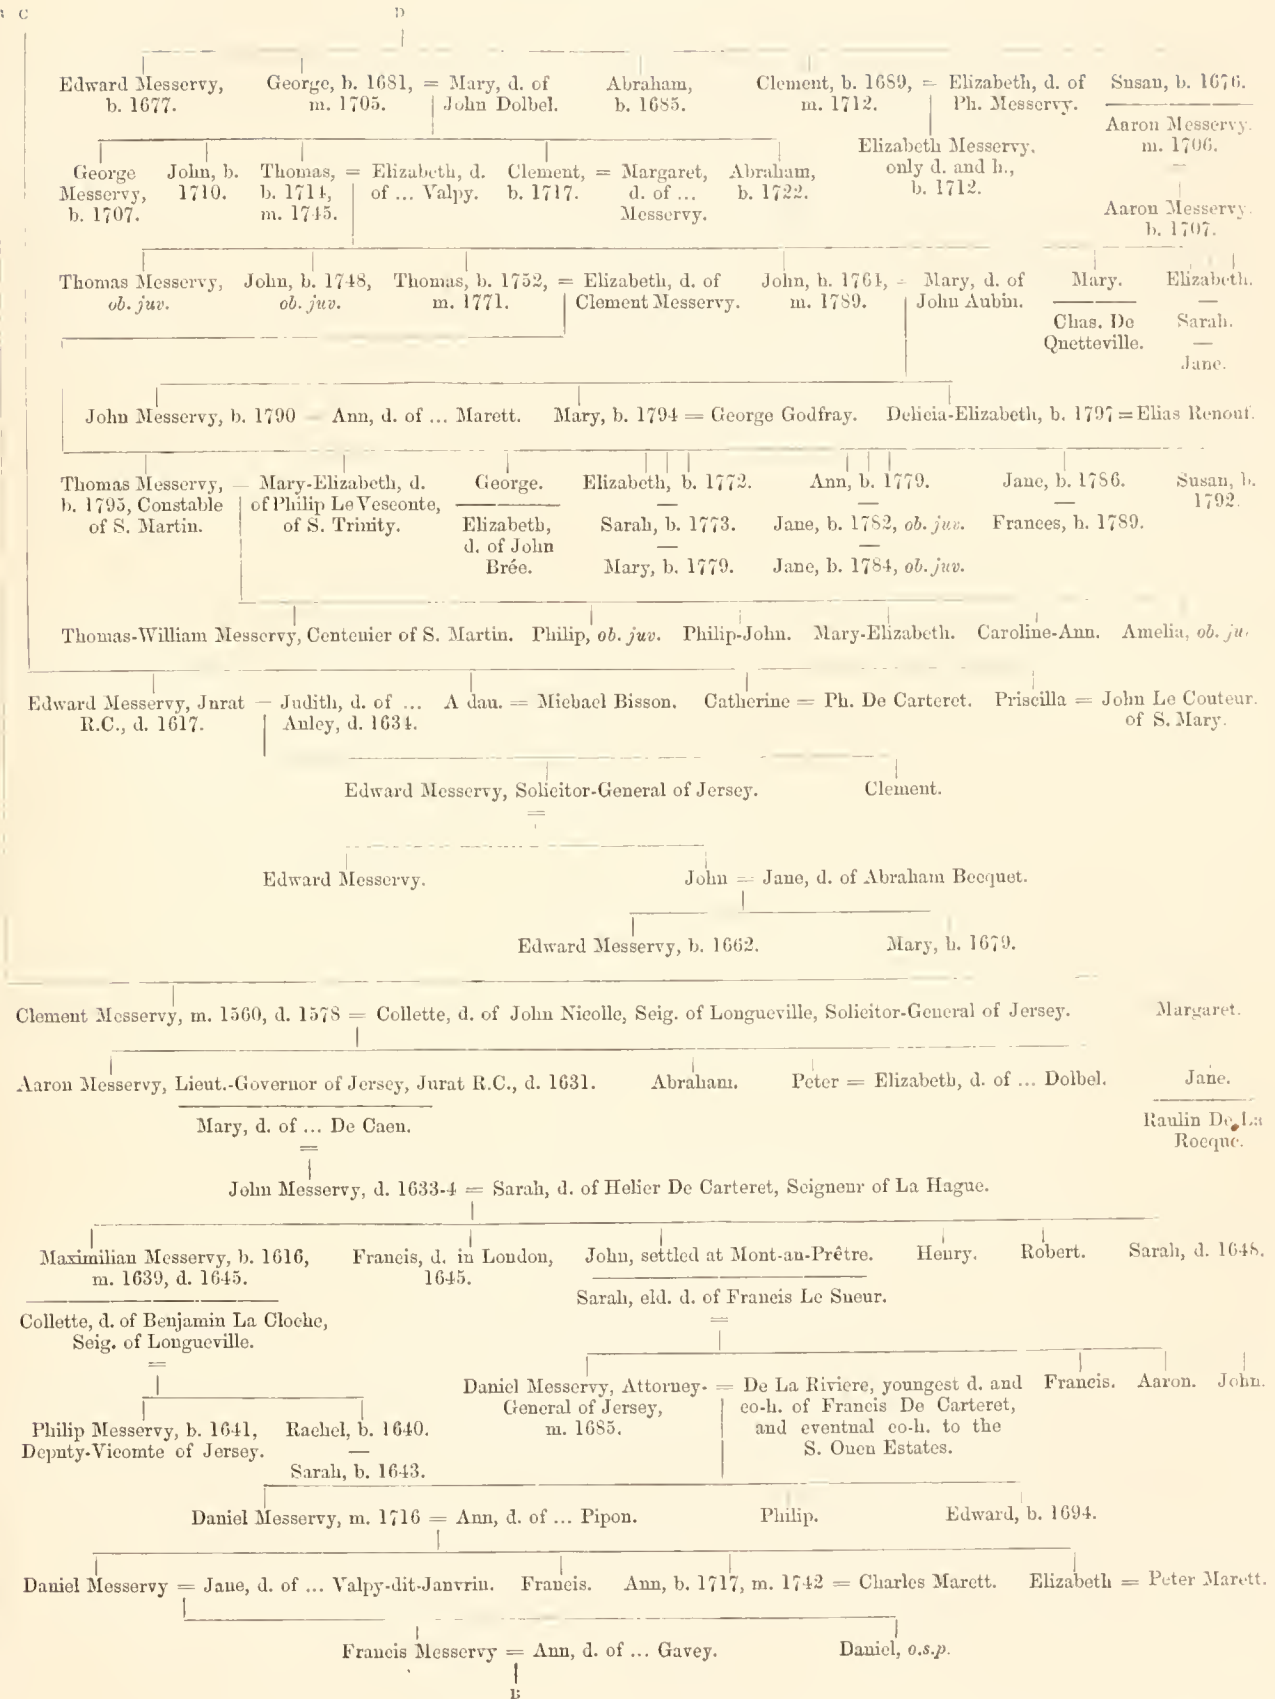 C D
Edward Messervy, George, b. 1681, = Mary, d. of Abraham, Clement, b. 1689, = Elizabeth, d. of Susan, b. 1676.
b. 1677. m. 1705. John Dolbel. b. 1685. m. 1712. Ph. Messervy.
Aaron Messervy.
m. 1706.
Elizabeth Messervy,
only d. and h.,
b. 1712.
George John, b. Thomas, = Elizabeth, d. Clement, = Margaret, Abraham,
Messervy, 1710. b. 1714, of ... Valpy. b. 1717. d. of ... b. 1722.
b. 1707. m. 1745. Messervy.
Aaron Messervy.
b. 1707.
Thomas Messervy, John, b. 1748, Thomas, b. 1752, = Elizabeth, d. of John, b. 1761, = Mary, d. of Mary. Elizabeth.
ob. juv. ob. juv. m. 1771. Clement Messervy. m. 1789. John Aubin.
Chas. De Sarah.
Quetteville.
Jane.
John Messervy, b. 1790 = Ann, d. of ... Marett. Mary, b. 1794 = George Godfray. Delicia-Elizabeth, b. 1797 = Elias Renouf.
Thomas Messervy, = Mary-Elizabeth, d. George. Elizabeth, b. 1772. Ann, b. 1779. Jane, b. 1786. Susan, b.
b. 1795, Constable of Philip Le Vesconte, 1792.
of S. Martin. of S. Trinity. Elizabeth, Sarah, b. 1773. Jane, b. 1782, ob. juv. Frances, b. 1789.
d. of John
Brée. Mary, b. 1779. Jane, b. 1784, ob. juv.
Thomas-William Messervy, Centenier of S. Martin. Philip, ob. juv. Philip-John. Mary-Elizabeth. Caroline-Ann. Amelia, ob. ju.
Edward Messervy, Jurat = Judith, d. of ... A dau. = Michael Bisson. Catherine = Ph. De Carteret. Priscilla = John Le Couteur.
R.C., d. 1617. Anley, d. 1634. of S. Mary.
Edward Messervy, Solicitor-General of Jersey. Clement.
=
Edward Messervy. John = Jane, d. of Abraham Becquet.
Edward Messervy, b. 1662. Mary, b. 1679.
Clement Messervy, m. 1560, d. 1578 = Collette, d. of John Nicolle, Seig. of Longueville, Solicitor-General of Jersey. Margaret.
Aaron Messervy, Lieut.-Governor of Jersey, Jurat R.C., d. 1631. Abraham. Peter = Elizabeth, d. of ... Dolbel. Jane.
Mary, d. of ... De Caen. Raulin De La
= Rocque.
John Messervy, d. 1633-4 = Sarah, d. of Helier De Carteret, Seigneur of La Hague.
Maximilian Messervy, b. 1616, Francis, d. in London, John, settled at Mont-au-Prêtre. Henry. Robert. Sarah, d. 1648.
m. 1639, d. 1645. 1645.
Sarah, eld. d. of Francis Le Sueur.
Collette, d. of Benjamin La Cloche, =
Seig. of Longueville.
=
Daniel Messervy, Attorney- = De La Riviere, youngest d. and Francis. Aaron. John.
General of Jersey, co-h. of Francis De Carteret,
m. 1685. and eventual co-h. to the
S. Ouen Estates.
Philip Messervy, b. 1641, Rachel, b. 1640.
Deputy-Vicomte of Jersey.
Sarah, b. 1643.
Daniel Messervy, m. 1716 = Ann, d. of ... Pipon. Philip. Edward, b. 1694.
Daniel Messervy = Jane, d. of ... Valpy-dit-Janvrin. Francis. Ann, b. 1717, m. 1742 = Charles Marett. Elizabeth = Peter Marett.
Francis Messervy = Ann, d. of ... Gavey. Daniel, o.s.p.